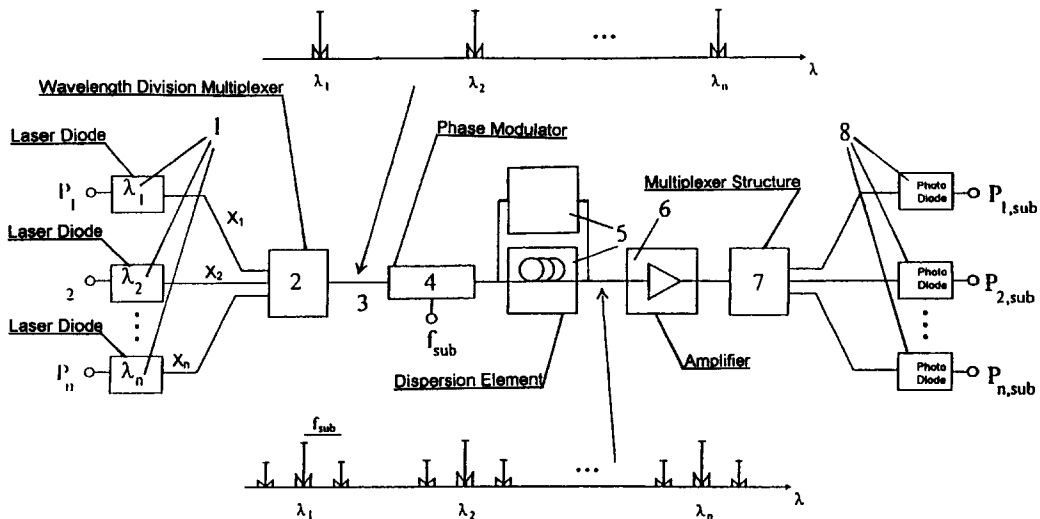 λ₁ λ₂ ... λₙ λ
Wavelength Division Multiplexer
Laser Diode
1
Phase Modulator
8
P₁ λ₁
X₁
Multiplexer Structure
Photo
Diode
P₁,sub
Laser Diode
2 λ₂
X₂
2
3
4
5
6
7
Photo
Diode
P₂,sub
Laser Diode
Pₙ λₙ
Xₙ
fsub
Dispersion Element
Amplifier
Photo
Diode
Pₙ,sub
fsub
λ₁ λ₂ ... λₙ λ